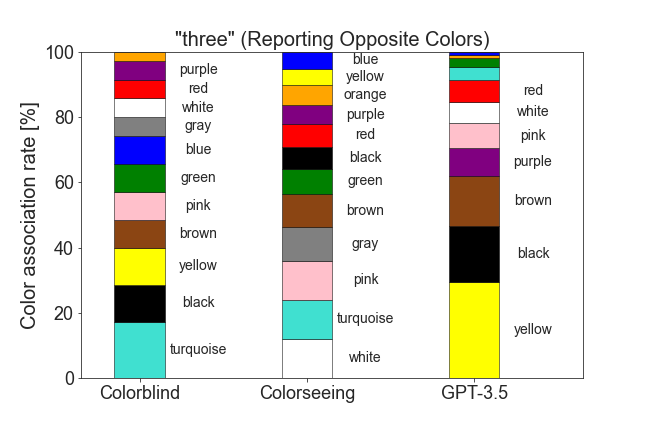 "three" (Reporting Opposite Colors)
Color association rate [%]
100
80
60
40
20
0
purple
red
white
gray
blue
green
pink
brown
yellow
black
turquoise
blue
yellow
orange
purple
red
black
green
brown
gray
pink
turquoise
white
red
white
pink
purple
brown
black
yellow
Colorblind
Colorseeing
GPT-3.5